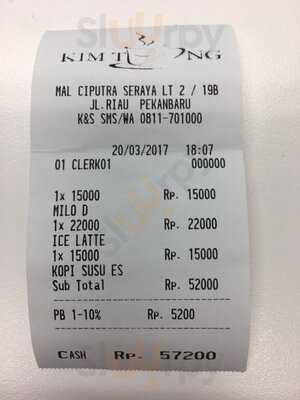 KIM T NG
MAL CIPUTRA SERAYA LT 2 / 19B
JL.RIAU PEKANBARU
K&S SMS/WA 0811-701000
20/03/2017 18:07
01 CLERK01 000000
1x 15000 Rp. 15000
MILO D
1x 22000 Rp. 22000
ICE LATTE
1x 15000 Rp. 15000
KOPI SUSU ES
Sub Total Rp. 52000
PB 1-10% Rp. 5200
CASH Rp. 57200